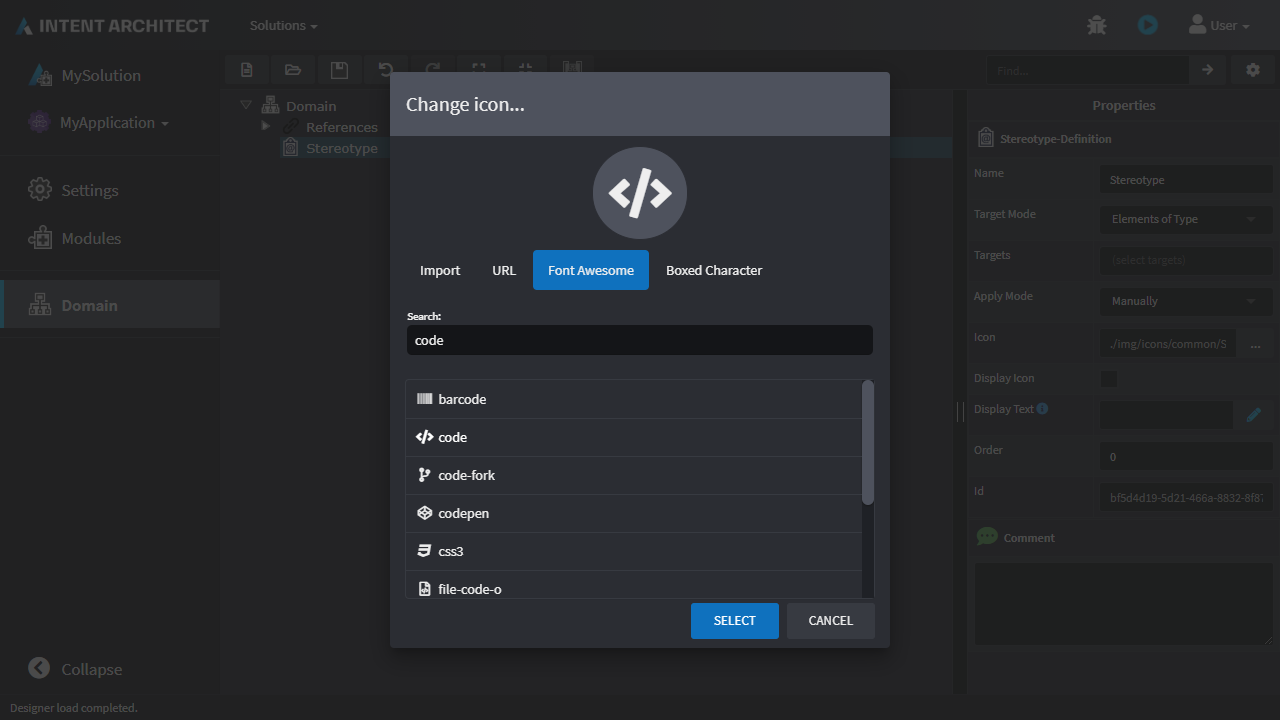 INTENT ARCHITECT
Solutions
User
MySolution
MyApplication
Settings
Modules
Domain
Collapse
Designer load completed.
Domain
References
Stereotype
Change icon...
Import
URL
Font Awesome
Boxed Character
Search:
code
barcode
code
code-fork
codepen
css3
file-code-o
SELECT
CANCEL
Find...
Properties
Stereotype-Definition
Name
Stereotype
Target Mode
Elements of Type
Targets
(select targets)
Apply Mode
Manually
Icon
./img/icons/common/S
...
Display Icon
Display Text
Order
0
Id
bf5d4d19-5d21-466a-8832-8f87
Comment